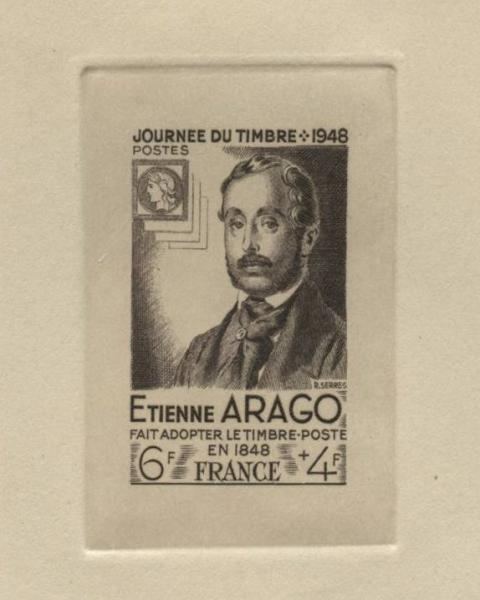 JOURNEE DU TIMBRE 1948
POSTES
R. SERRES
ETIENNE ARAGO
FAIT ADOPTER LE TIMBRE-POSTE
EN 1848
6F FRANCE +4F